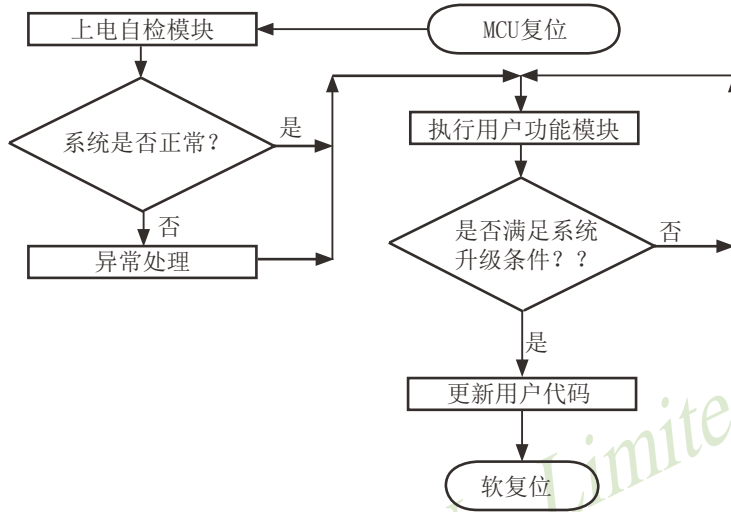 上电自检模块
MCU复位
系统是否正常?
是
否
异常处理
执行用户功能模块
是否满足系统
升级条件？？
否
是
更新用户代码
软复位
Limite